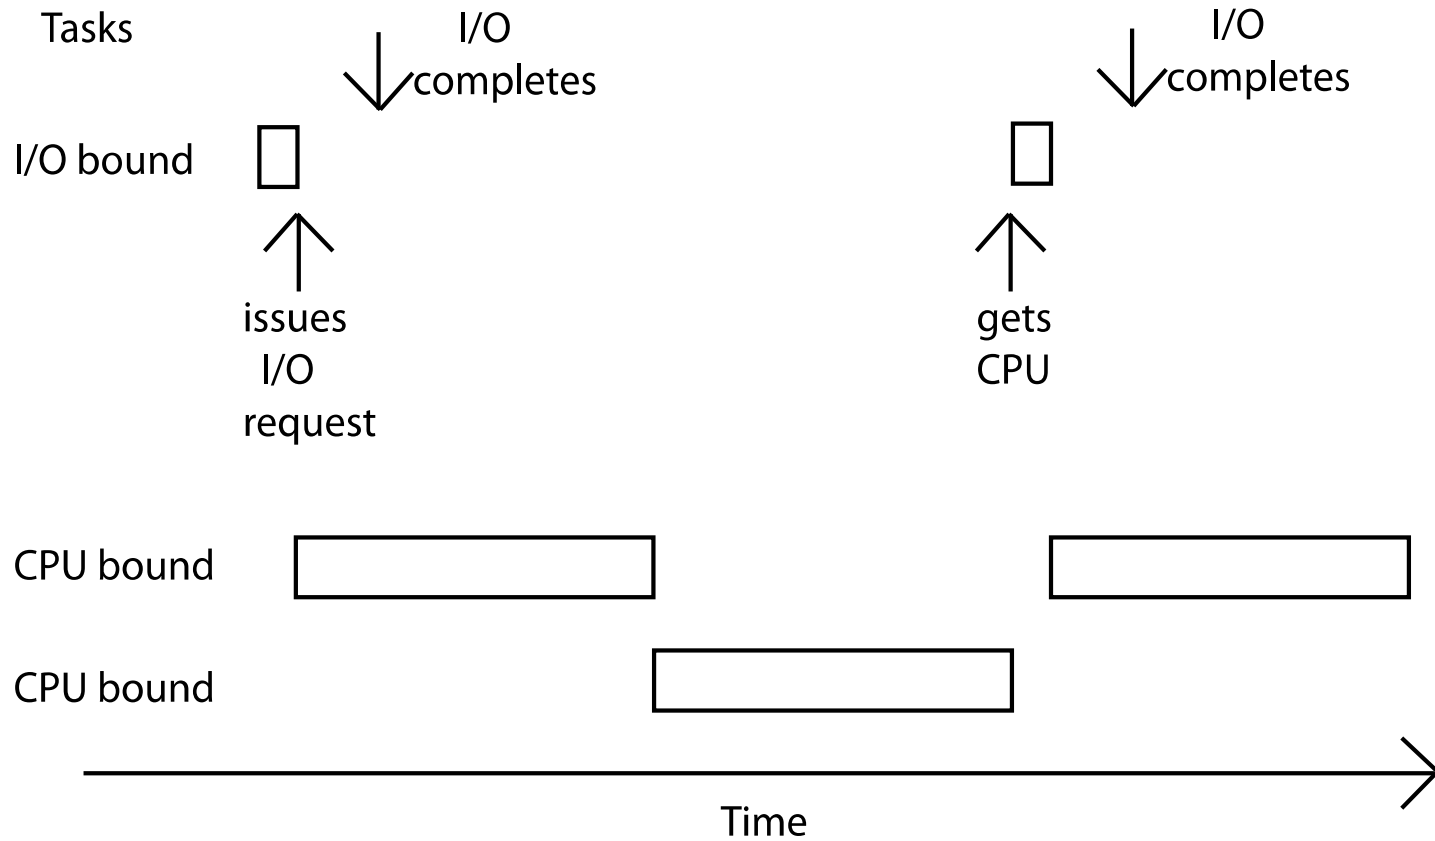 Tasks
I/O
completes
I/O
completes
I/O bound
issues
I/O
request
gets
CPU
CPU bound
CPU bound
Time